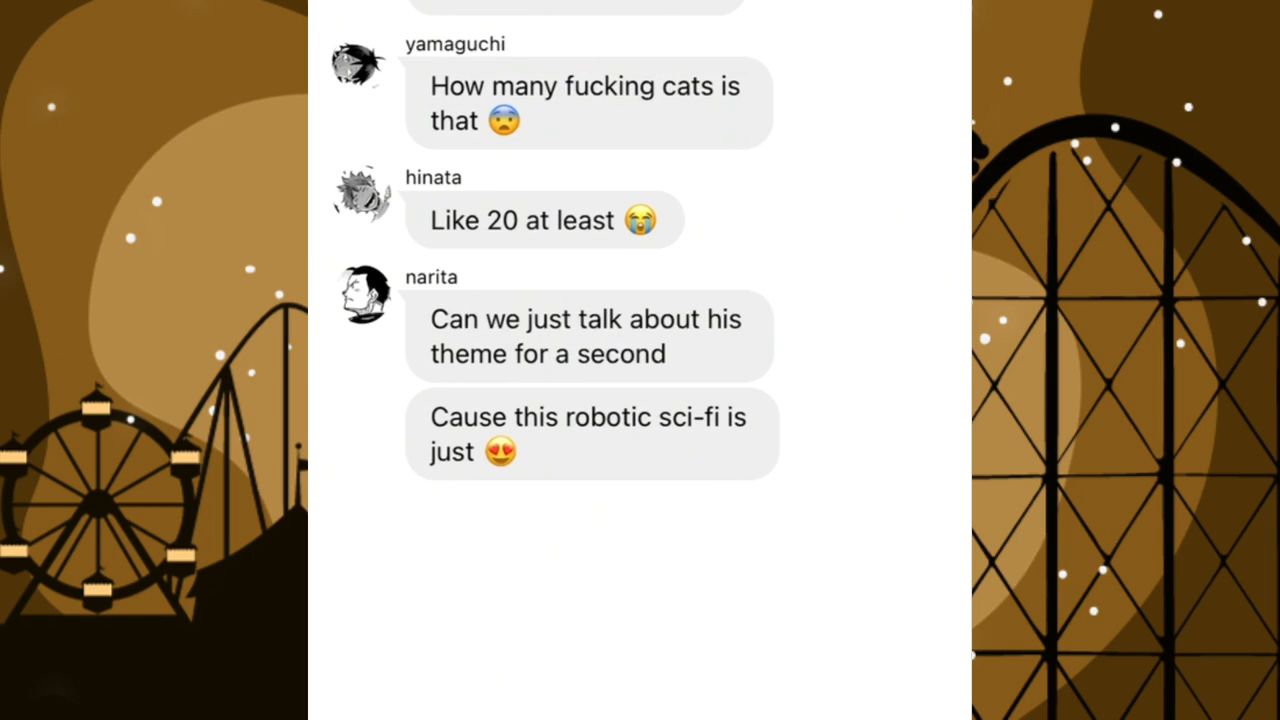 yamaguchi
How many fucking cats is
that 😨
hinata
Like 20 at least 😭
narita
Can we just talk about his
theme for a second
Cause this robotic sci-fi is
just 😍